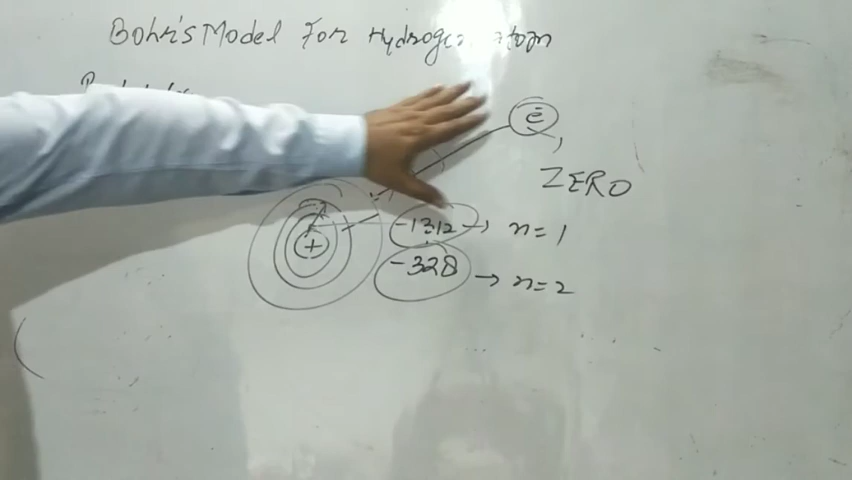 Bohr's Model For Hydrogen atom
e⁻
ZERO
+
-1312 → n=1
-328 → n=2